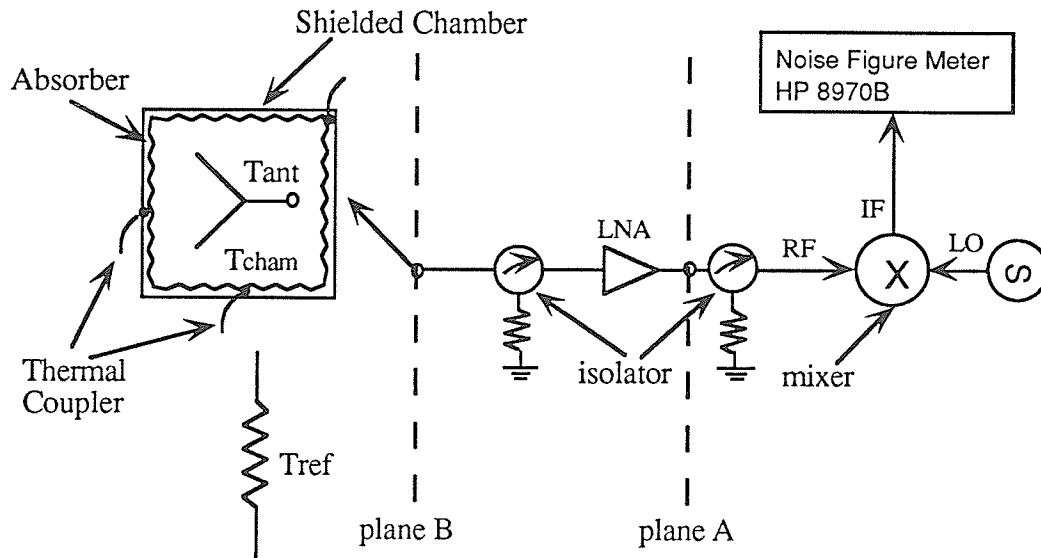 Shielded Chamber
Absorber
Noise Figure Meter
HP 8970B
Tant
Tcham
LNA
IF
RF
LO
X
S
Thermal
Coupler
isolator
mixer
Tref
plane B
plane A